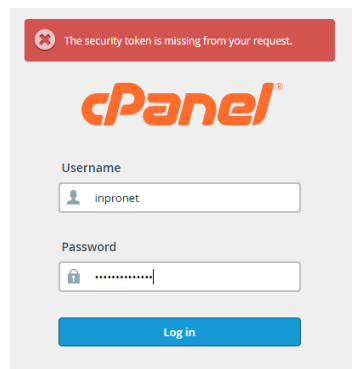 The security token is missing from your request.
cPanel®
Username
inpronet
Password
••••••••••••••
Log in